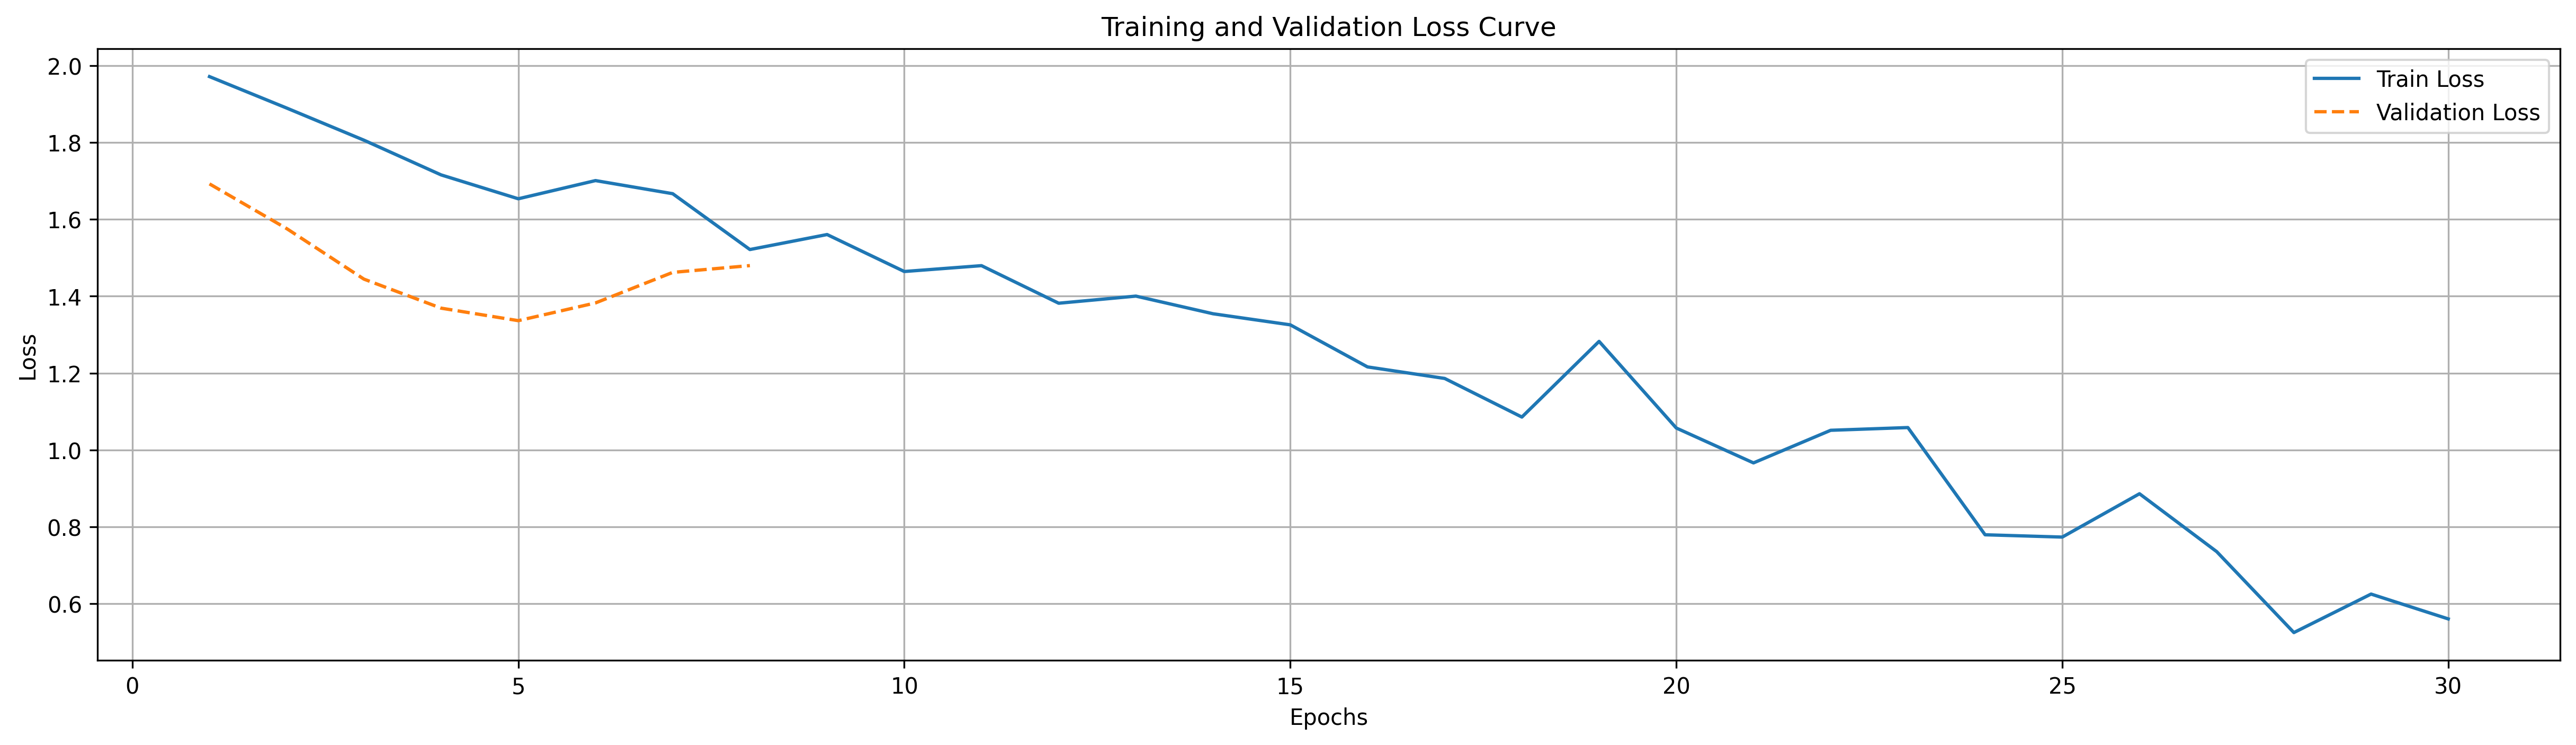 Training and Validation Loss Curve
2.0
1.8
1.6
1.4
1.2
1.0
0.8
0.6
Loss
Train Loss
Validation Loss
0 5 10 15 20 25 30
Epochs